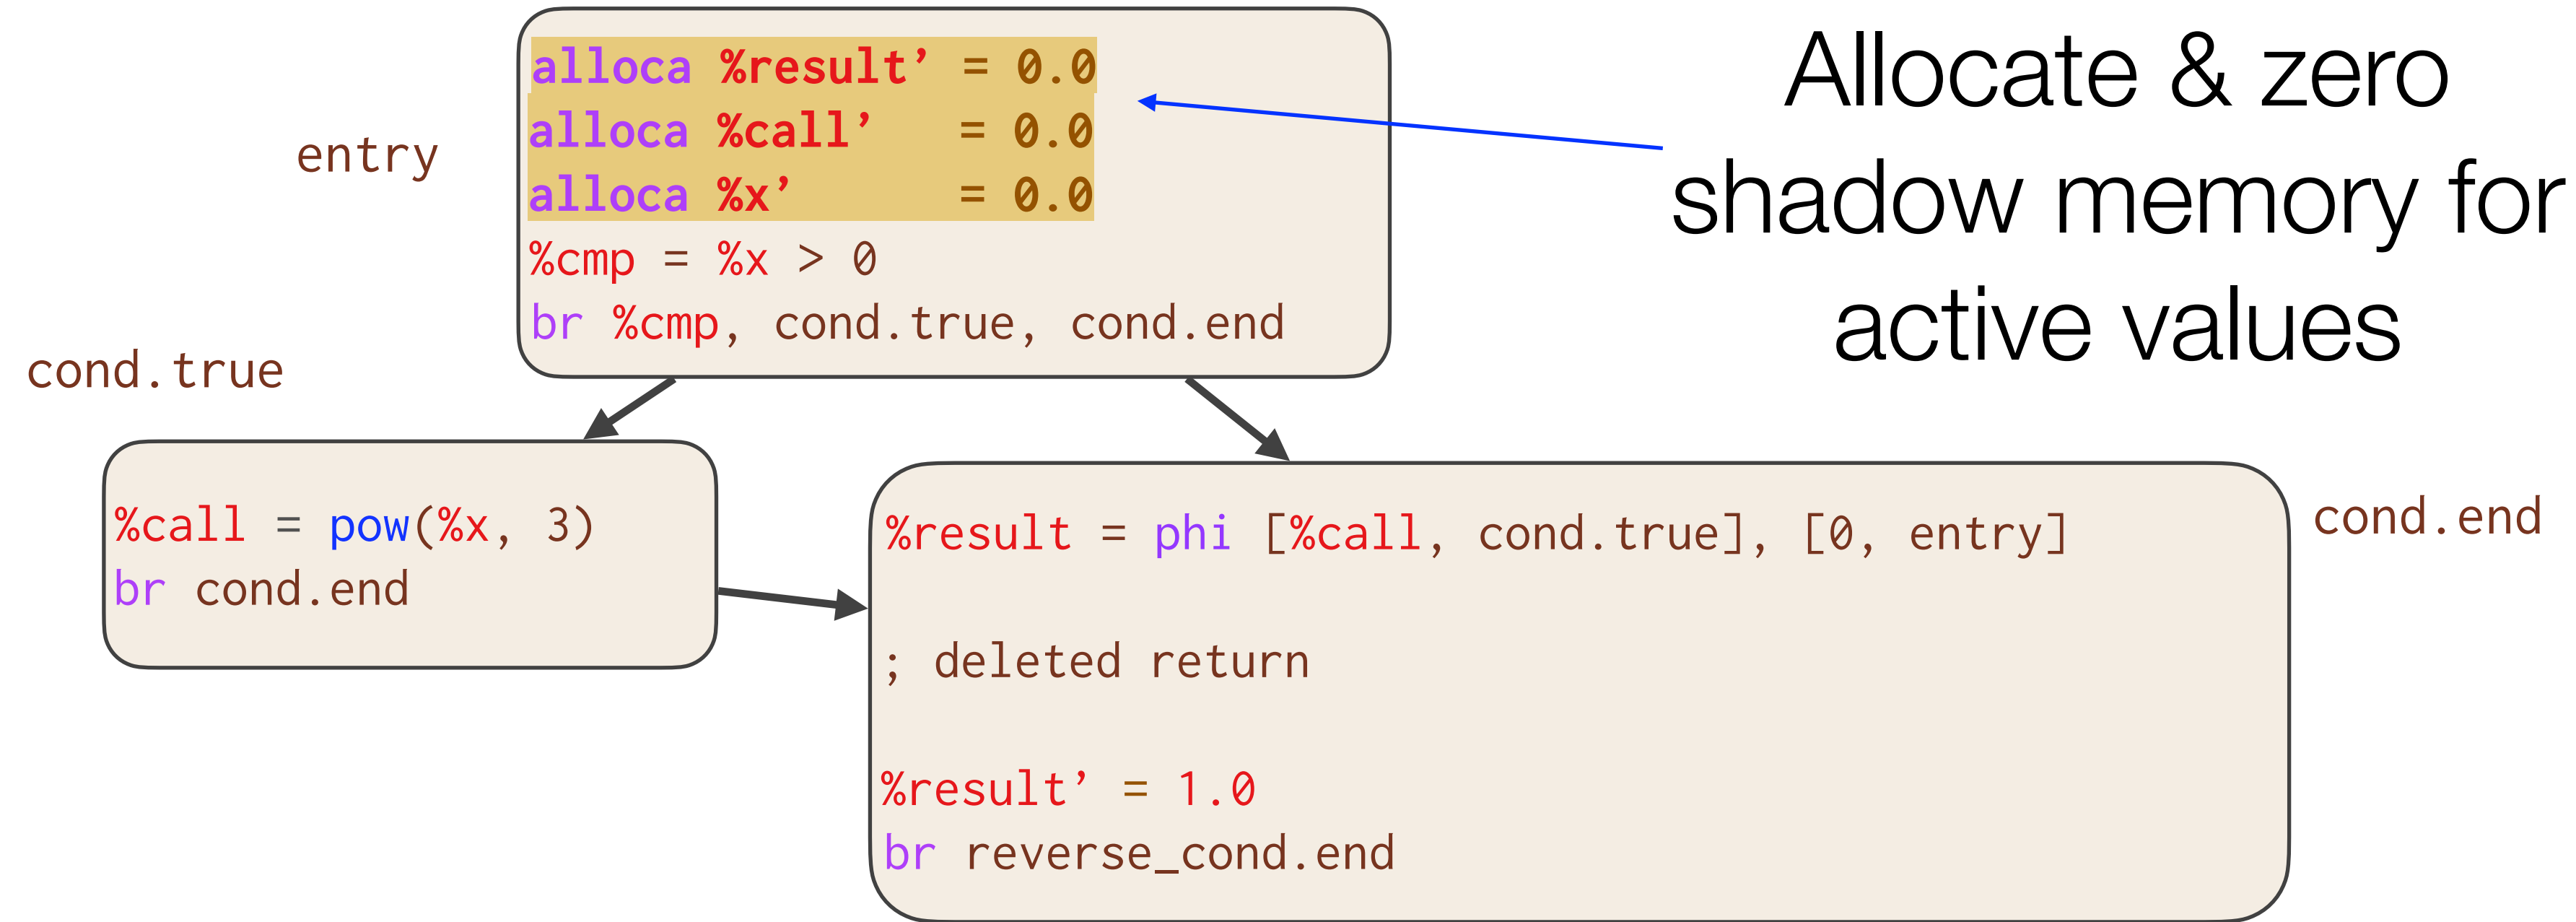 alloca %result’ = 0.0
alloca %call’ = 0.0
alloca %x’ = 0.0
%cmp = %x > 0
br %cmp, cond.true, cond.end
entry
Allocate & zero
shadow memory for
active values
cond.true
%call = pow(%x, 3)
br cond.end
%result = phi [%call, cond.true], [0, entry]
; deleted return
%result’ = 1.0
br reverse_cond.end
cond.end